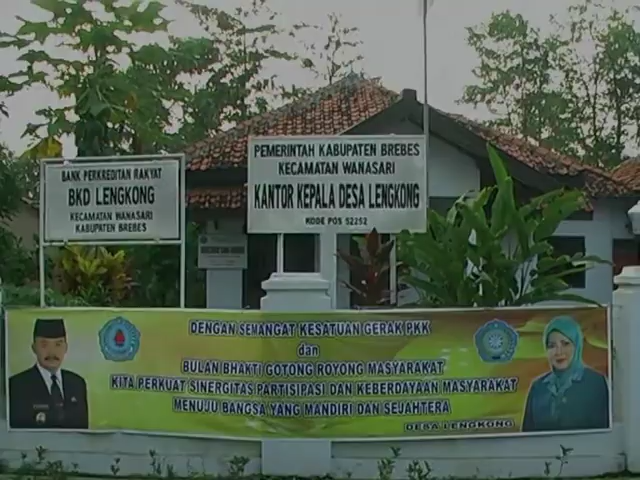 BANK PERKREDITAN RAKYAT
BKD LENGKONG
KECAMATAN WANASARI
KABUPATEN BREBES
PEMERINTAH KABUPATEN BREBES
KECAMATAN WANASARI
KANTOR KEPALA DESA LENGKONG
KODE POS 52252
DENGAN SEMANGAT KESATUAN GERAK PKK
dan
BULAN BHAKTI GOTONG ROYONG MASYARAKAT
KITA PERKUAT SINERGITAS PARTISIPASI DAN KEBERDAYAAN MASYARAKAT
MENUJU BANGSA YANG MANDIRI DAN SEJAHTERA
DESA LENGKONG